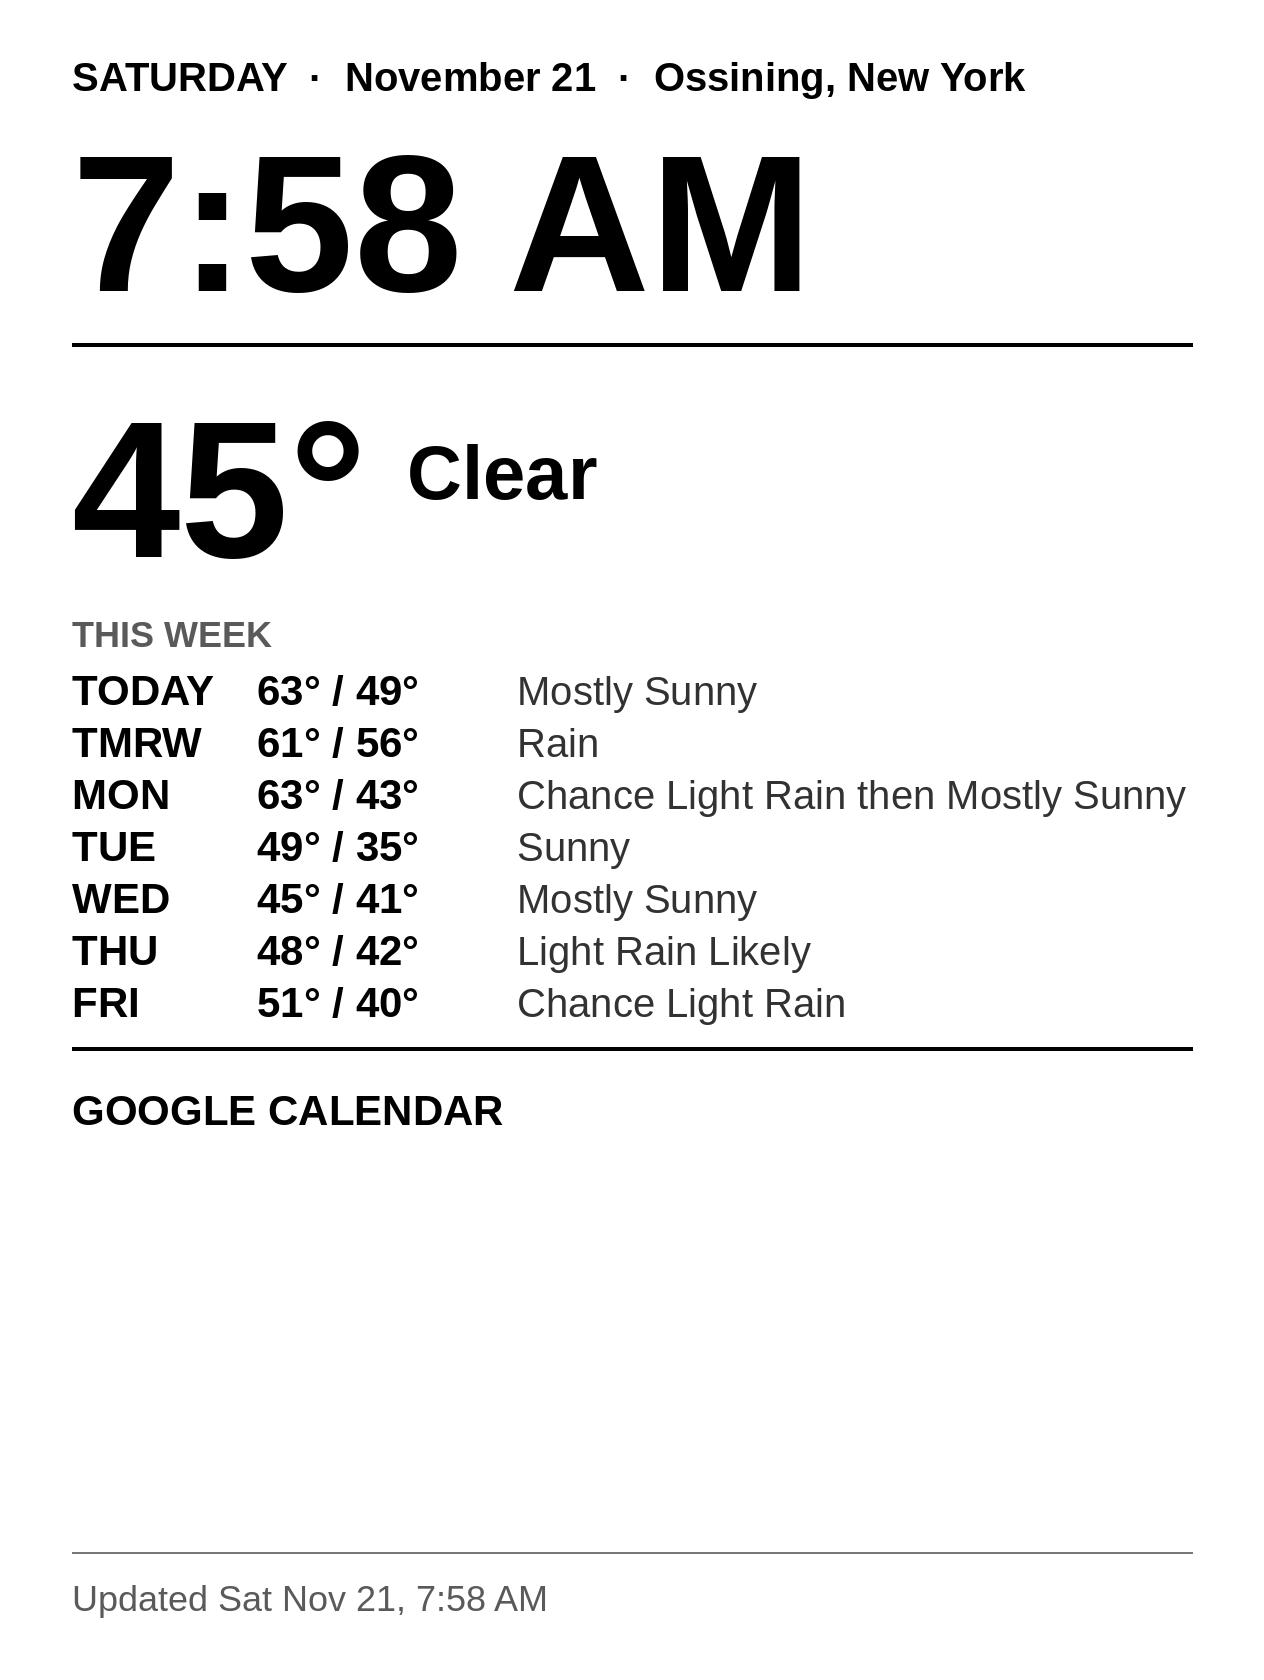 SATURDAY · November 21 · Ossining, New York
7:58 AM
45° Clear
THIS WEEK
TODAY 63° / 49° Mostly Sunny
TMRW 61° / 56° Rain
MON 63° / 43° Chance Light Rain then Mostly Sunny
TUE 49° / 35° Sunny
WED 45° / 41° Mostly Sunny
THU 48° / 42° Light Rain Likely
FRI 51° / 40° Chance Light Rain
GOOGLE CALENDAR
Updated Sat Nov 21, 7:58 AM